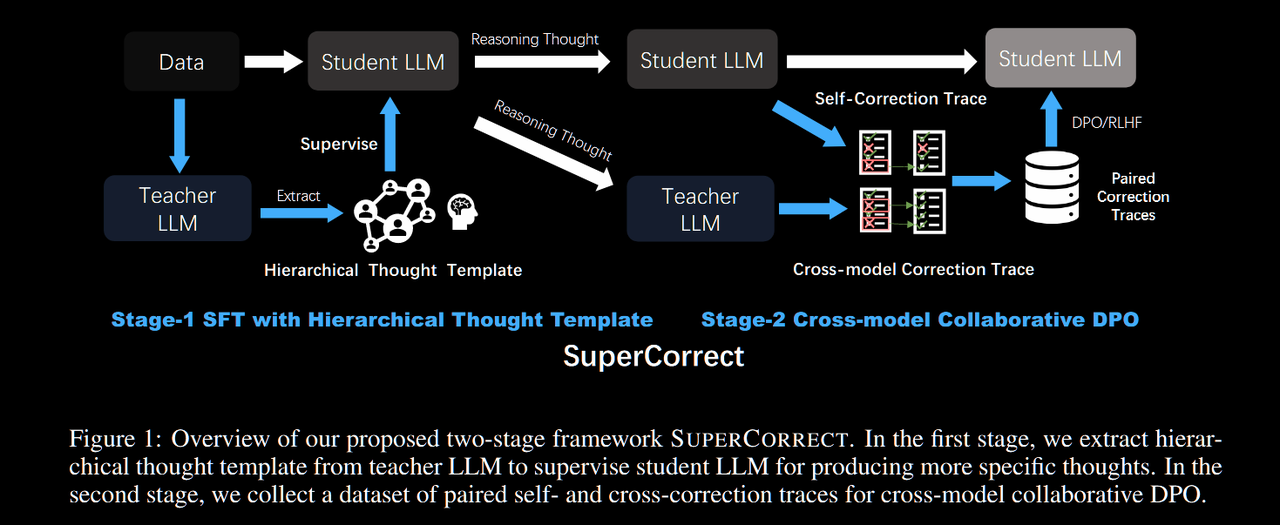 Data
Student LLM
Reasoning Thought
Student LLM
Student LLM
Reasoning Thought
Self-Correction Trace
DPO/RLHF
Supervise
Teacher
LLM
Extract
Teacher
LLM
Paired
Correction
Traces
Hierarchical Thought Template
Cross-model Correction Trace
Stage-1 SFT with Hierarchical Thought Template
Stage-2 Cross-model Collaborative DPO
SuperCorrect
Figure 1: Overview of our proposed two-stage framework SUPERCORRECT. In the first stage, we extract hierar-
chical thought template from teacher LLM to supervise student LLM for producing more specific thoughts. In the
second stage, we collect a dataset of paired self- and cross-correction traces for cross-model collaborative DPO.